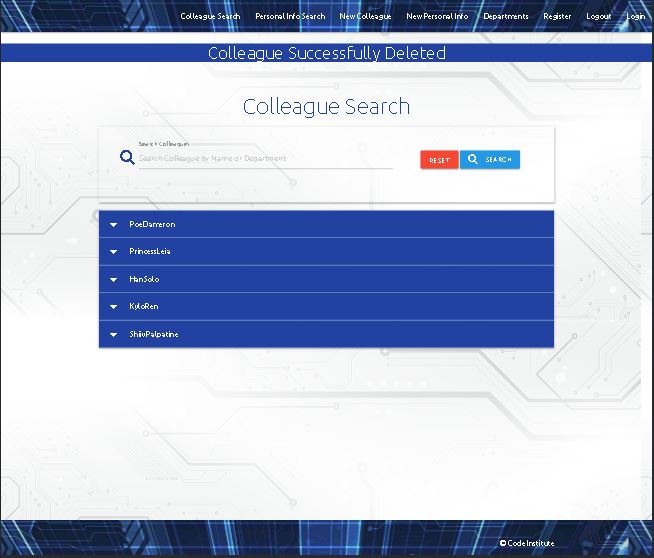 Colleague Search Personal Info Search New Colleague New Personal Info Departments Register Logout Login
Colleague Successfully Deleted
Colleague Search
Search Colleagues
Search Colleague by Name or Department
RESET SEARCH
PoeDameron
PrincessLeia
HanSolo
KyloRen
ShiivPalpatine
© Code Institute